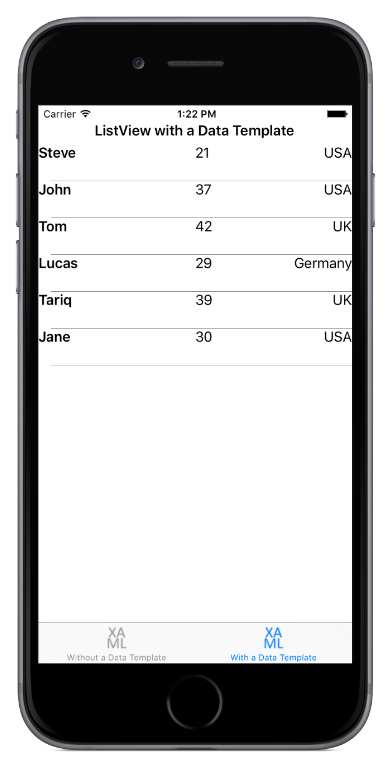 Carrier 1:22 PM
ListView with a Data Template
Steve 21 USA
John 37 USA
Tom 42 UK
Lucas 29 Germany
Tariq 39 UK
Jane 30 USA
XA XA
ML ML
Without a Data Template With a Data Template